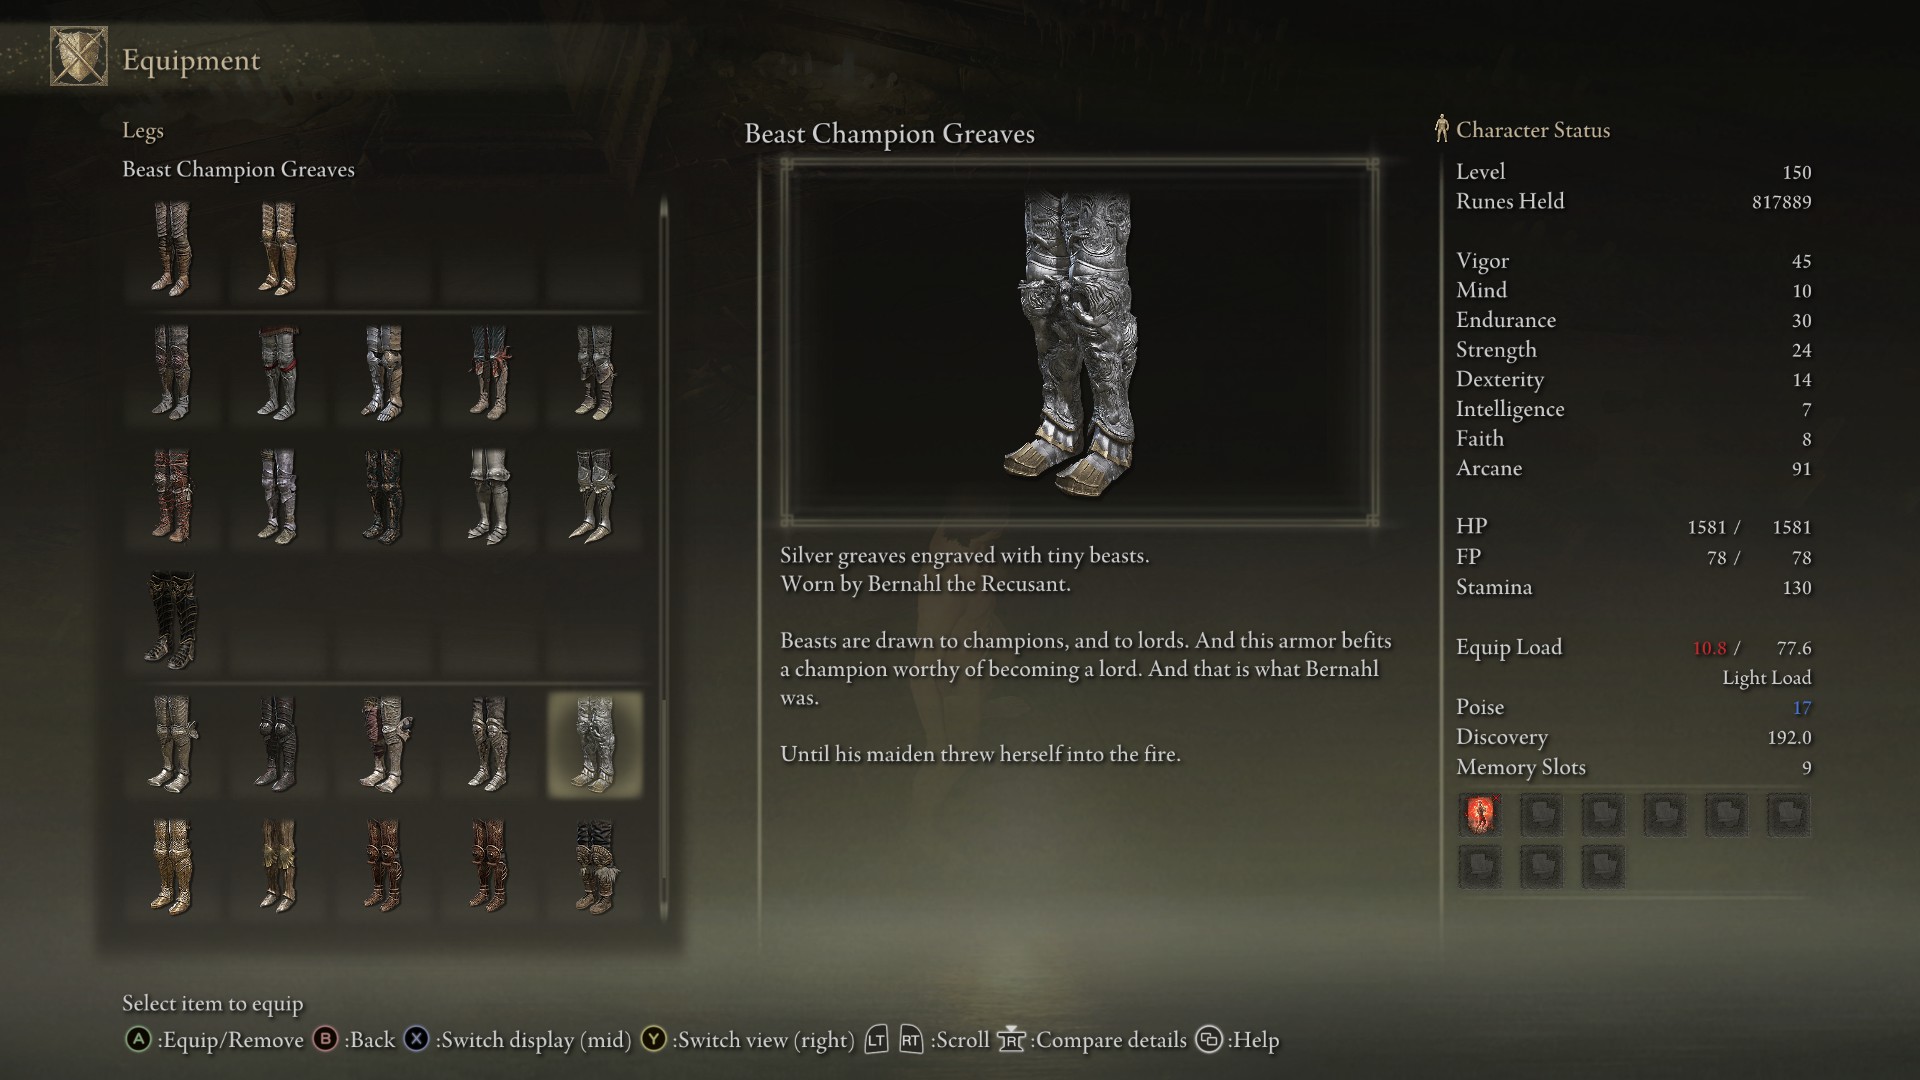 Equipment
Legs
Beast Champion Greaves
Beast Champion Greaves
Silver greaves engraved with tiny beasts.
Worn by Bernahl the Recusant.
Beasts are drawn to champions, and to lords. And this armor befits
a champion worthy of becoming a lord. And that is what Bernahl
was.
Until his maiden threw herself into the fire.
Character Status
Level 150
Runes Held 817889
Vigor 45
Mind 10
Endurance 30
Strength 24
Dexterity 14
Intelligence 7
Faith 8
Arcane 91
HP 1581 / 1581
FP 78 / 78
Stamina 130
Equip Load 10.8 / 77.6
Light Load
Poise 17
Discovery 192.0
Memory Slots 9
Select item to equip
A :Equip/Remove B :Back X :Switch display (mid) Y :Switch view (right) LT RT :Scroll R :Compare details :Help